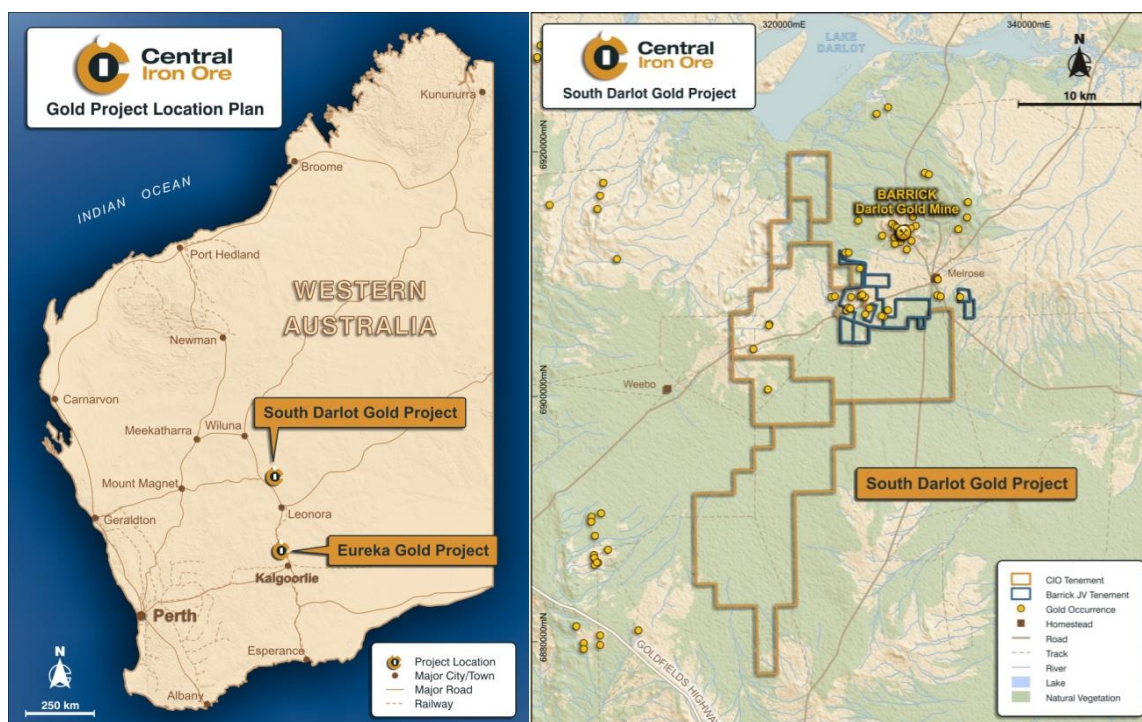 Central
Iron Ore
Gold Project Location Plan
Kununurra
Broome
INDIAN OCEAN
Port Hedland
WESTERN
AUSTRALIA
Newman
Carnarvon
South Darlot Gold Project
Meekatharra
Wiluna
Mount Magnet
Leonora
Geraldton
Eureka Gold Project
Kalgoorlie
Perth
Esperance
Albany
N
250 km
Project Location
Major City/Town
Major Road
Railway
Central
Iron Ore
South Darlot Gold Project
320000mE
340000mE
LAKE
DARLOT
N
10 km
6920000mN
BARRICK
Darlot Gold Mine
Melrose
Weebo
6900000mN
South Darlot Gold Project
6880000mN
GOLDFIELDS HIGHWAY
CIO Tenement
Barrick JV Tenement
Gold Occurrence
Homestead
Road
Track
River
Lake
Natural Vegetation